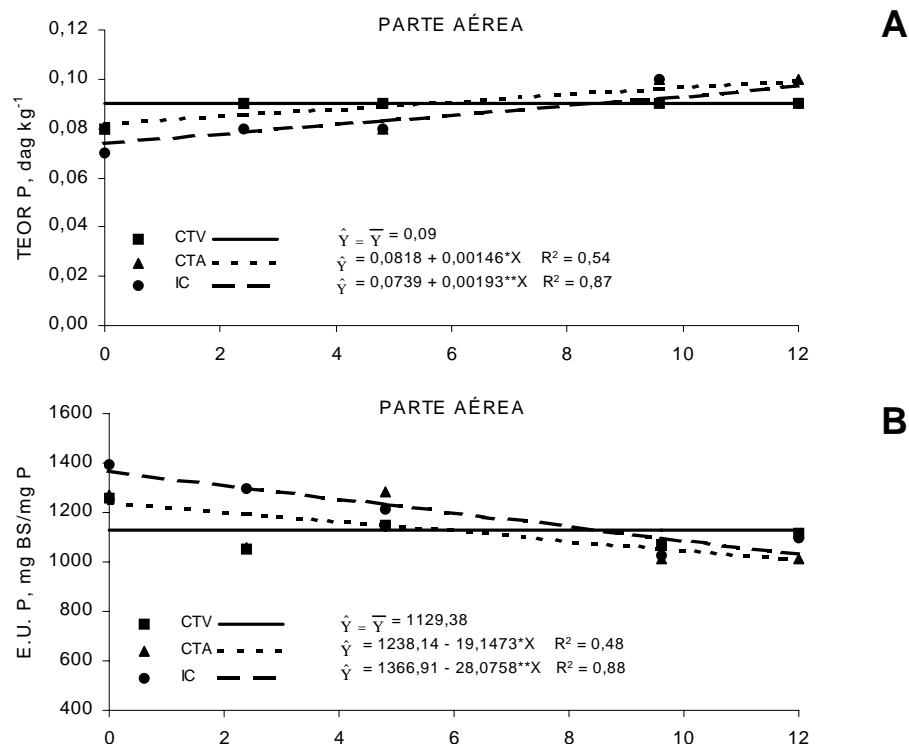 PARTE AÉREA
A
TEOR P, dag kg⁻¹
0,12
0,10
0,08
0,06
0,04
0,02
0,00
CTV Ŷ = Y̅ = 0,09
CTA Ŷ = 0,0818 + 0,00146*X R² = 0,54
IC Ŷ = 0,0739 + 0,00193**X R² = 0,87
0 2 4 6 8 10 12
PARTE AÉREA
B
E.U. P, mg BS/mg P
1600
1400
1200
1000
800
600
400
CTV Ŷ = Y̅ = 1129,38
CTA Ŷ = 1238,14 - 19,1473*X R² = 0,48
IC Ŷ = 1366,91 - 28,0758**X R² = 0,88
0 2 4 6 8 10 12